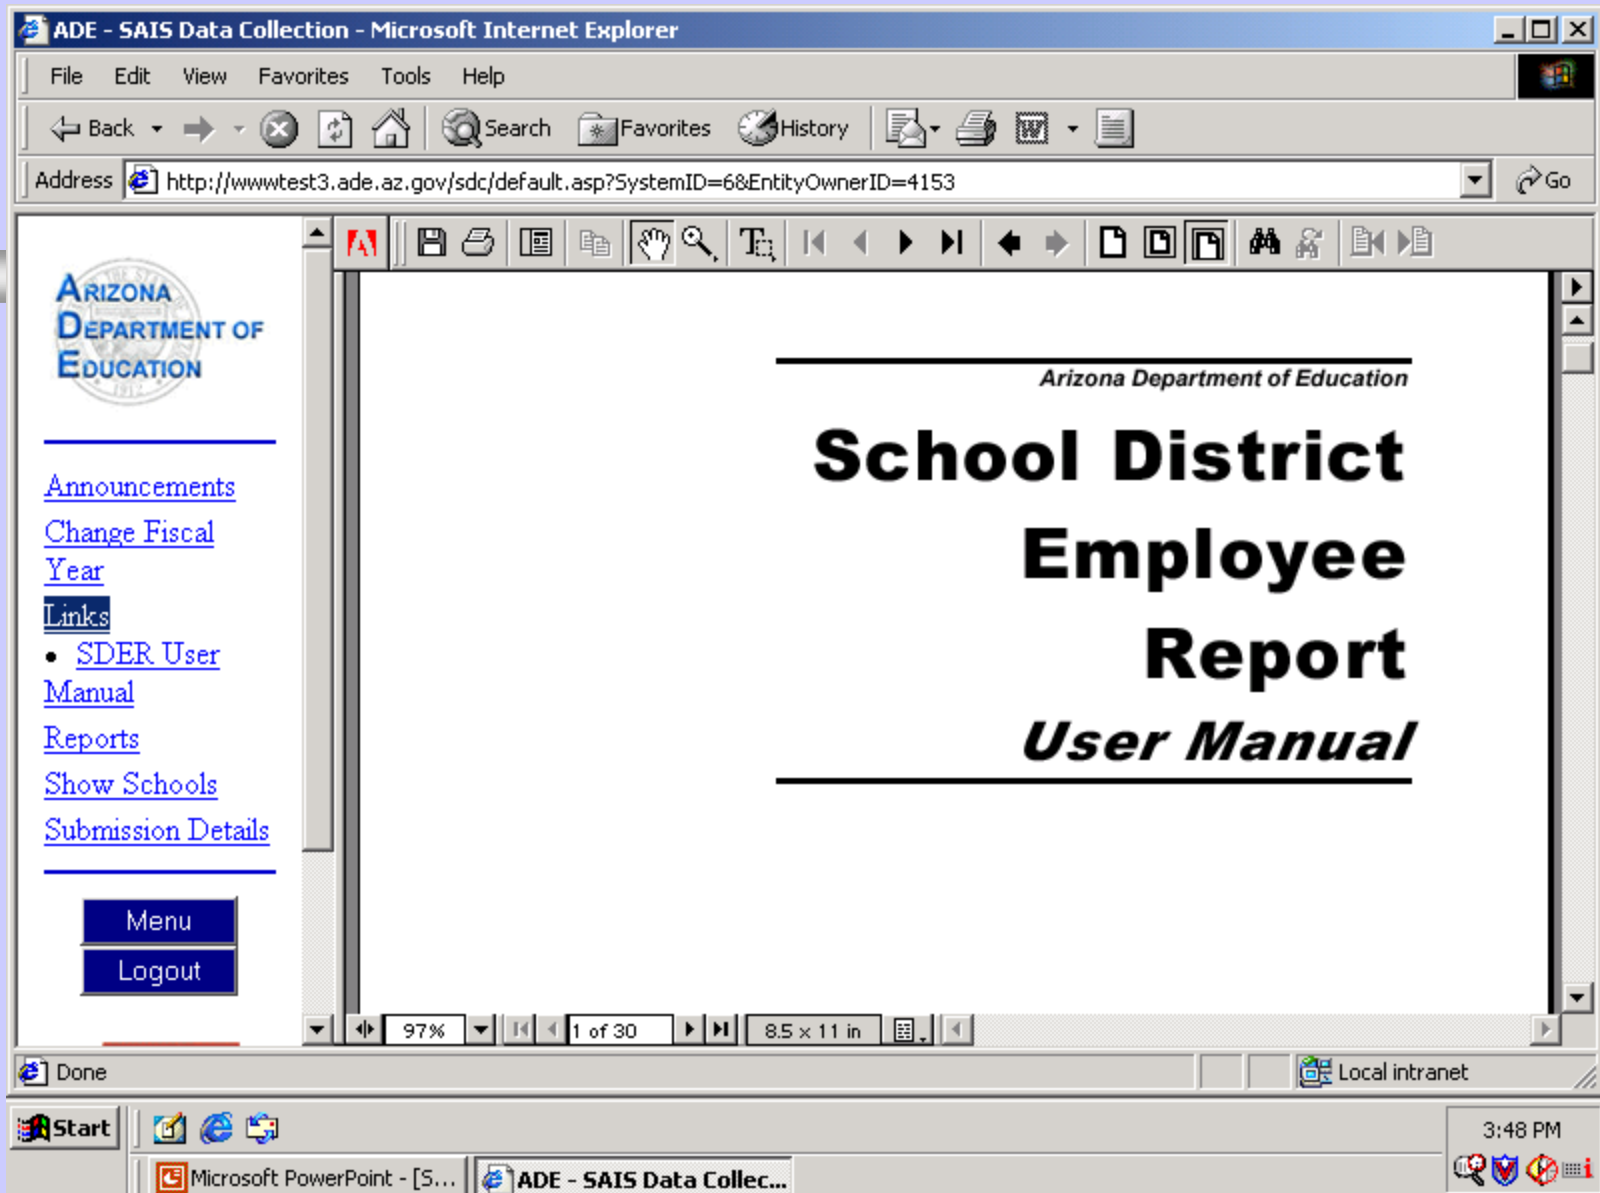 ADE - SAIS Data Collection - Microsoft Internet Explorer
File Edit View Favorites Tools Help
Back Search Favorites History
Address http://wwwtest3.ade.az.gov/sdc/default.asp?SystemID=6&EntityOwnerID=4153 Go
ARIZONA
DEPARTMENT OF
EDUCATION
1912
Announcements
Change Fiscal
Year
Links
• SDER User
Manual
Reports
Show Schools
Submission Details
Menu
Logout
Arizona Department of Education
School District
Employee
Report
User Manual
97% 1 of 30 8.5 x 11 in
Done Local intranet
Start 3:48 PM
Microsoft PowerPoint - [S... ADE - SAIS Data Collec...